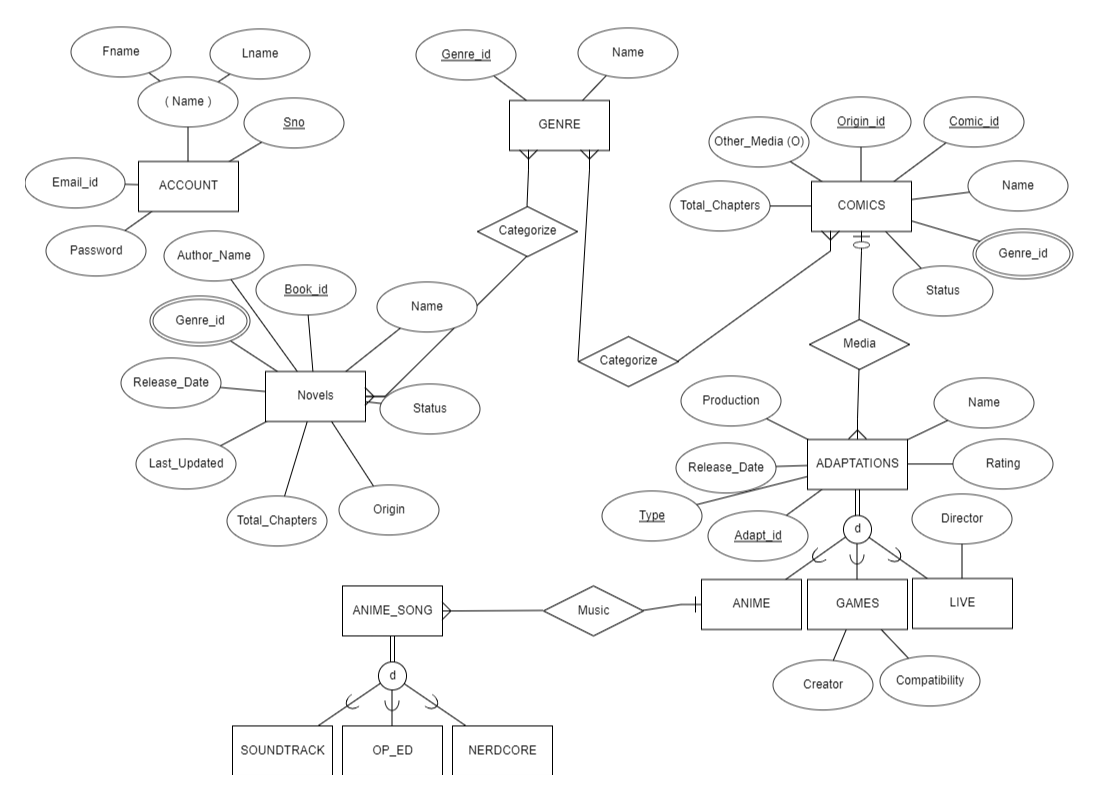 Fname
Lname
( Name )
Sno
ACCOUNT
Email_id
Password
Genre_id
Name
GENRE
Categorize
Categorize
Other_Media (O)
Origin_id
Comic_id
Total_Chapters
COMICS
Name
Genre_id
Status
Media
Author_Name
Book_id
Genre_id
Name
Release_Date
Novels
Status
Last_Updated
Total_Chapters
Origin
Production
Name
Release_Date
ADAPTATIONS
Rating
Type
Adapt_id
d
Director
ANIME
GAMES
LIVE
Creator
Compatibility
Music
ANIME_SONG
d
SOUNDTRACK
OP_ED
NERDCORE